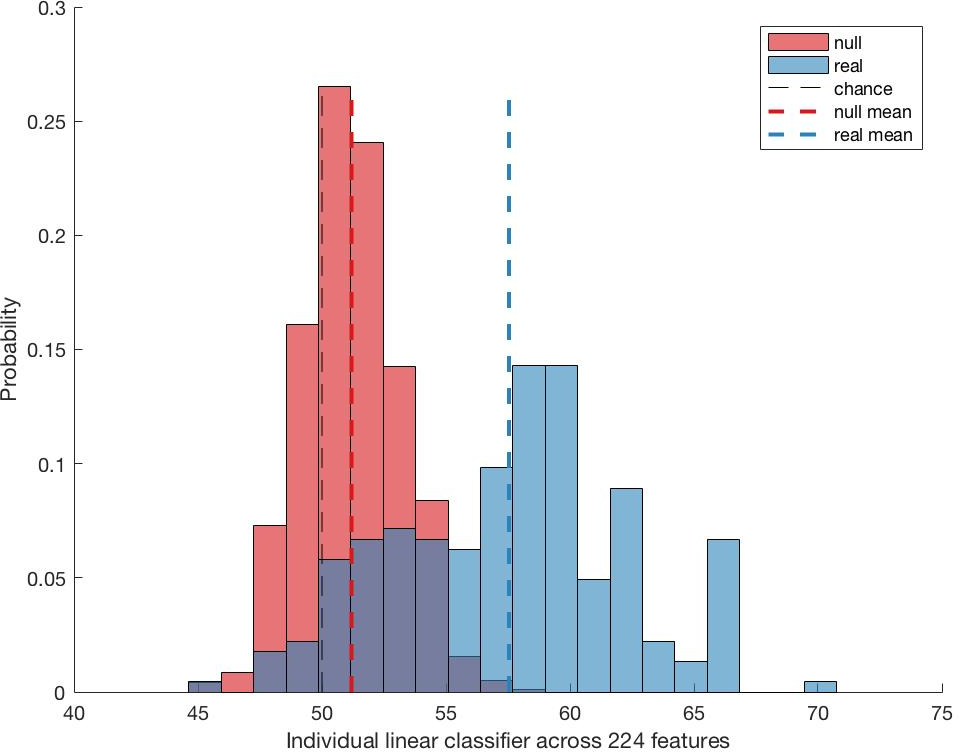 0.3
0.25
0.2
0.15
0.1
0.05
0
Probability
40 45 50 55 60 65 70 75
Individual linear classifier across 224 features
null
real
chance
null mean
real mean